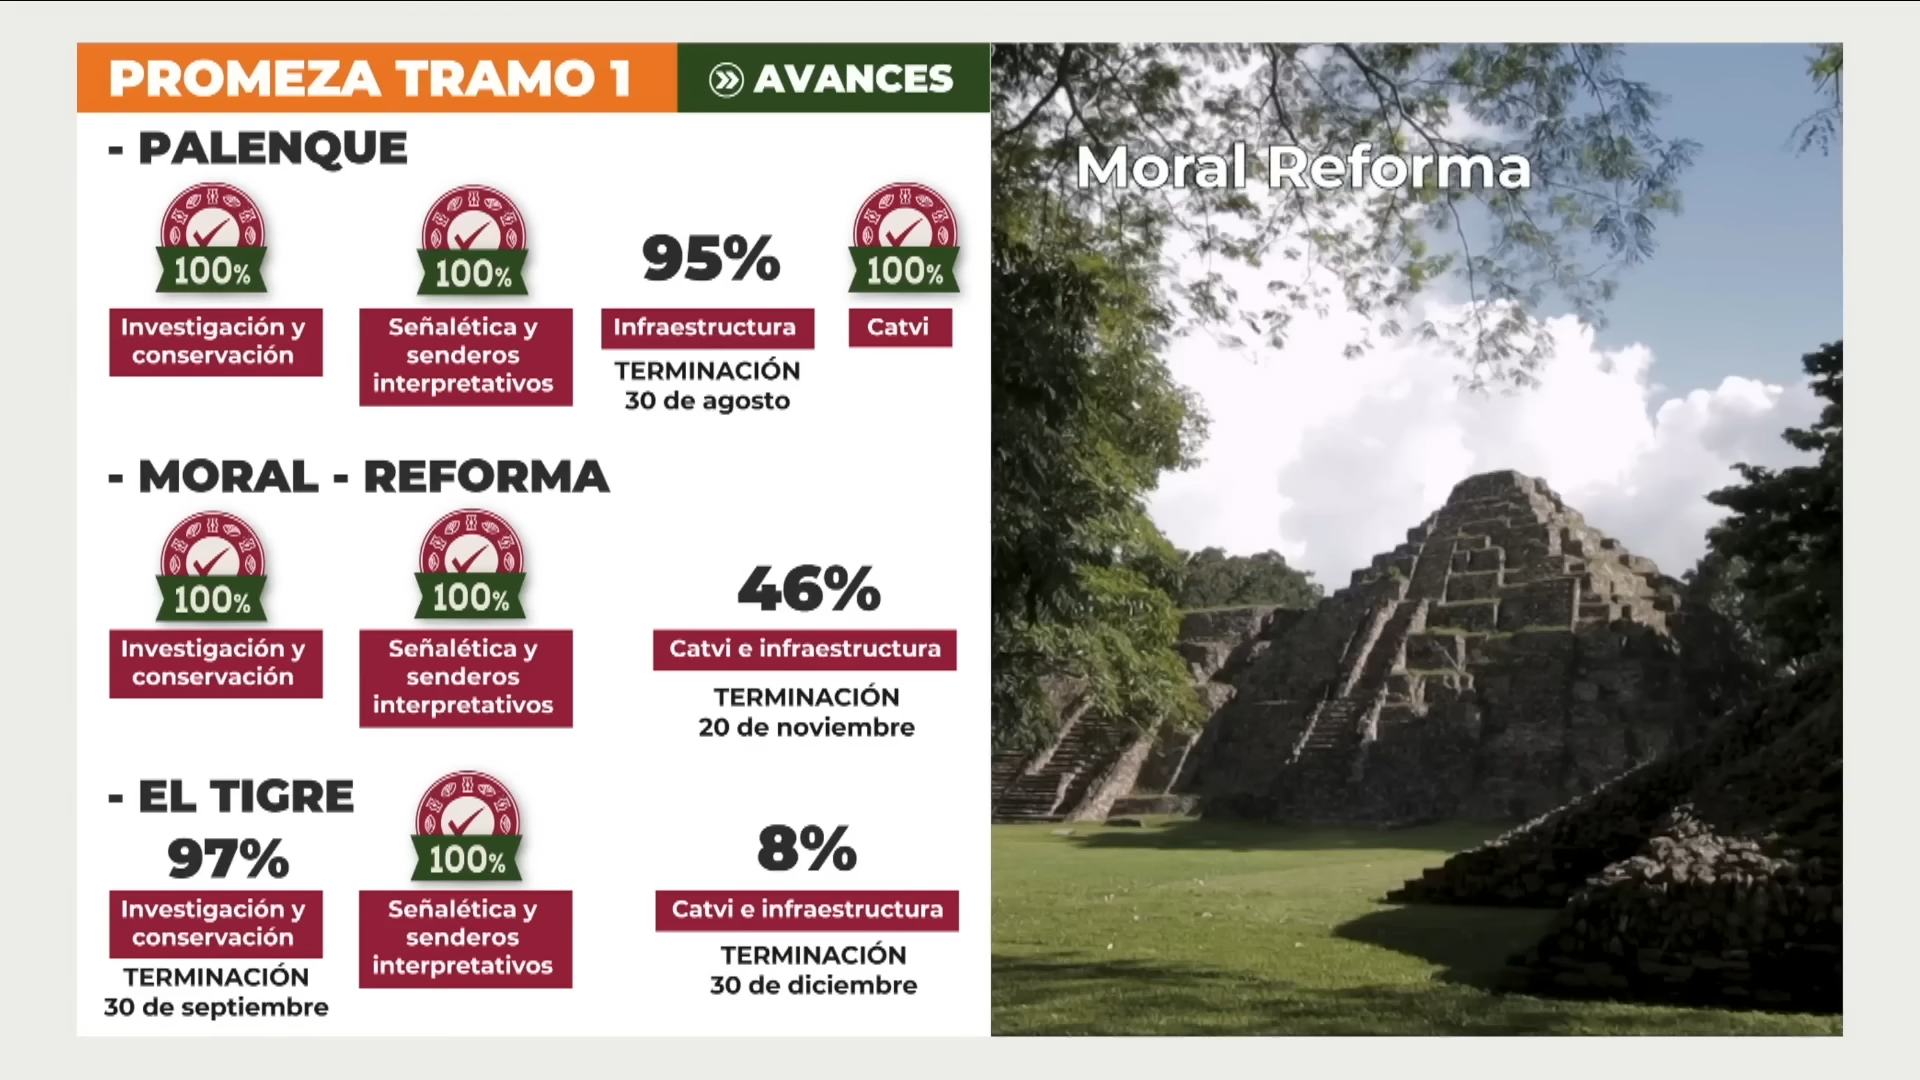 PROMEZA TRAMO 1
AVANCES
- PALENQUE
100%
Investigación y
conservación
100%
Señalética y
senderos
interpretativos
95%
Infraestructura
TERMINACIÓN
30 de agosto
100%
Catvi
- MORAL - REFORMA
100%
Investigación y
conservación
100%
Señalética y
senderos
interpretativos
46%
Catvi e infraestructura
TERMINACIÓN
20 de noviembre
- EL TIGRE
97%
Investigación y
conservación
TERMINACIÓN
30 de septiembre
100%
Señalética y
senderos
interpretativos
8%
Catvi e infraestructura
TERMINACIÓN
30 de diciembre
Moral Reforma